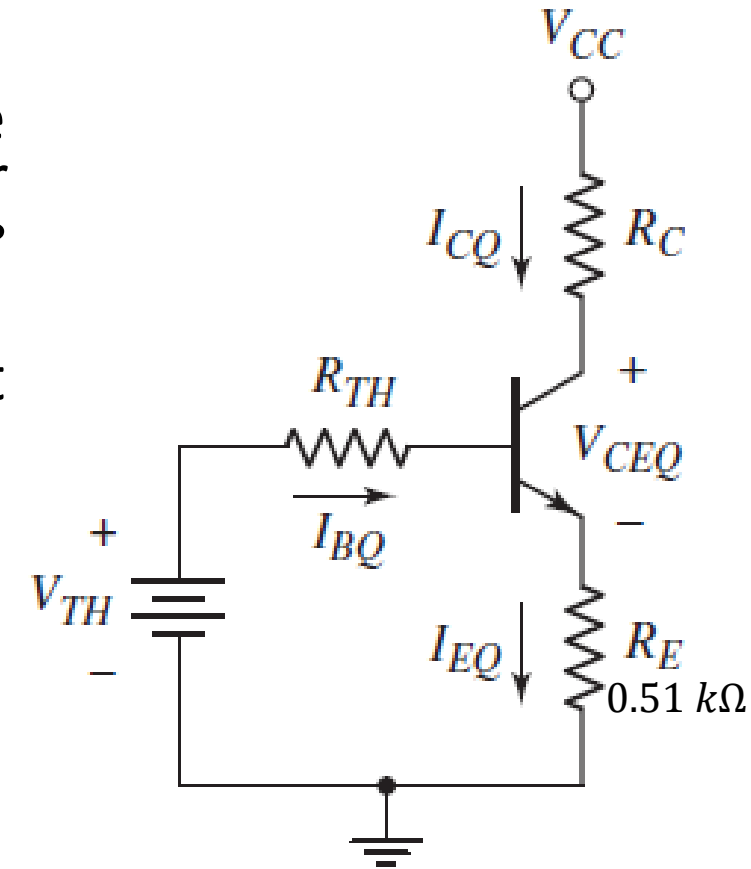 V_CC
I_CQ
R_C
R_TH
+
V_CEQ
I_BQ
−
+
V_TH
−
I_EQ
R_E
0.51 kΩ